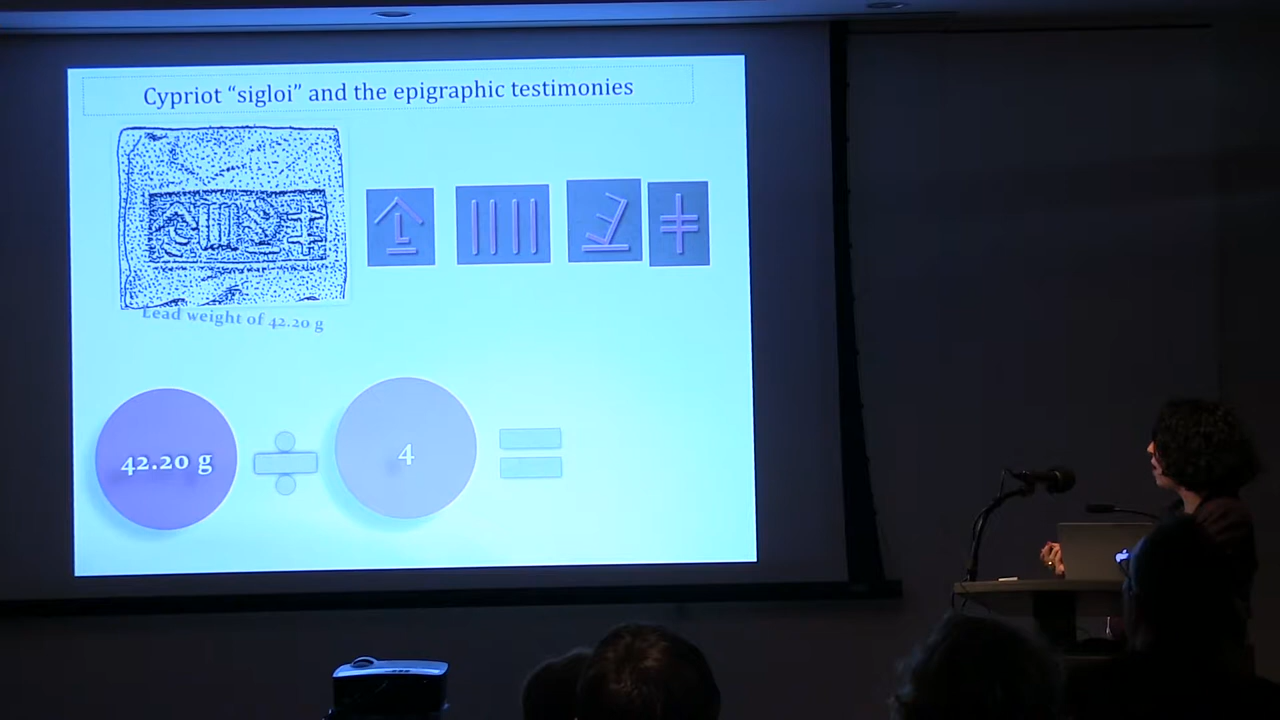 Cypriot “sigloi” and the epigraphic testimonies
Lead weight of 42.20 g
42.20 g ÷ 4 =